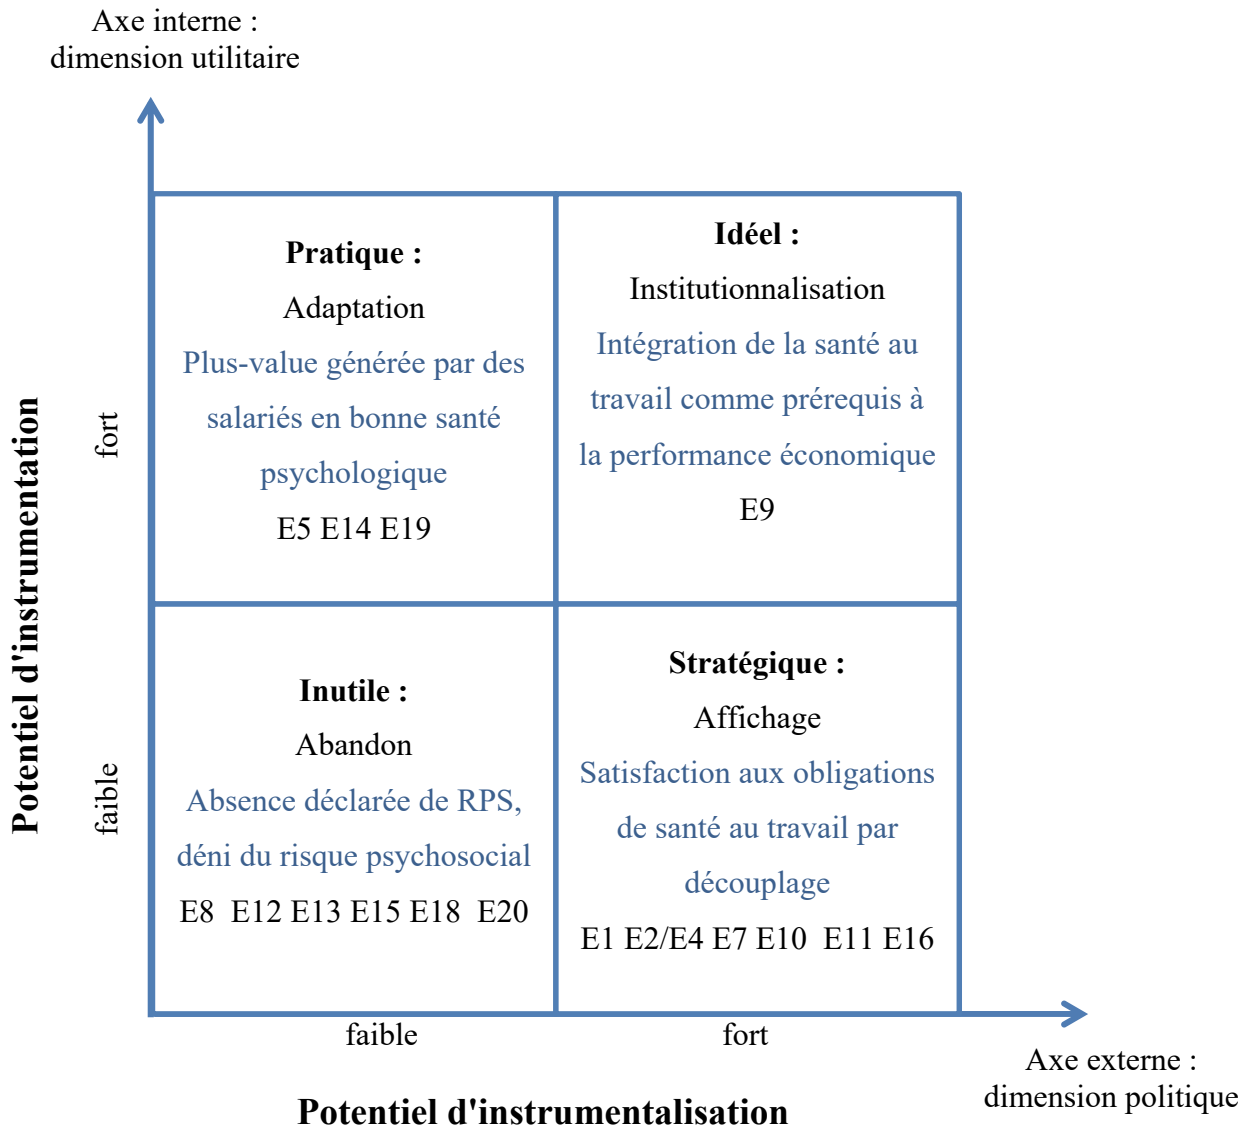 Axe interne :
dimension utilitaire
Potentiel d'instrumentation
fort
faible
Pratique :
Adaptation
Plus-value générée par des
salariés en bonne santé
psychologique
E5 E14 E19
Idéel :
Institutionnalisation
Intégration de la santé au
travail comme prérequis à
la performance économique
E9
Inutile :
Abandon
Absence déclarée de RPS,
déni du risque psychosocial
E8 E12 E13 E15 E18 E20
Stratégique :
Affichage
Satisfaction aux obligations
de santé au travail par
découplage
E1 E2/E4 E7 E10 E11 E16
faible
fort
Axe externe :
dimension politique
Potentiel d'instrumentalisation